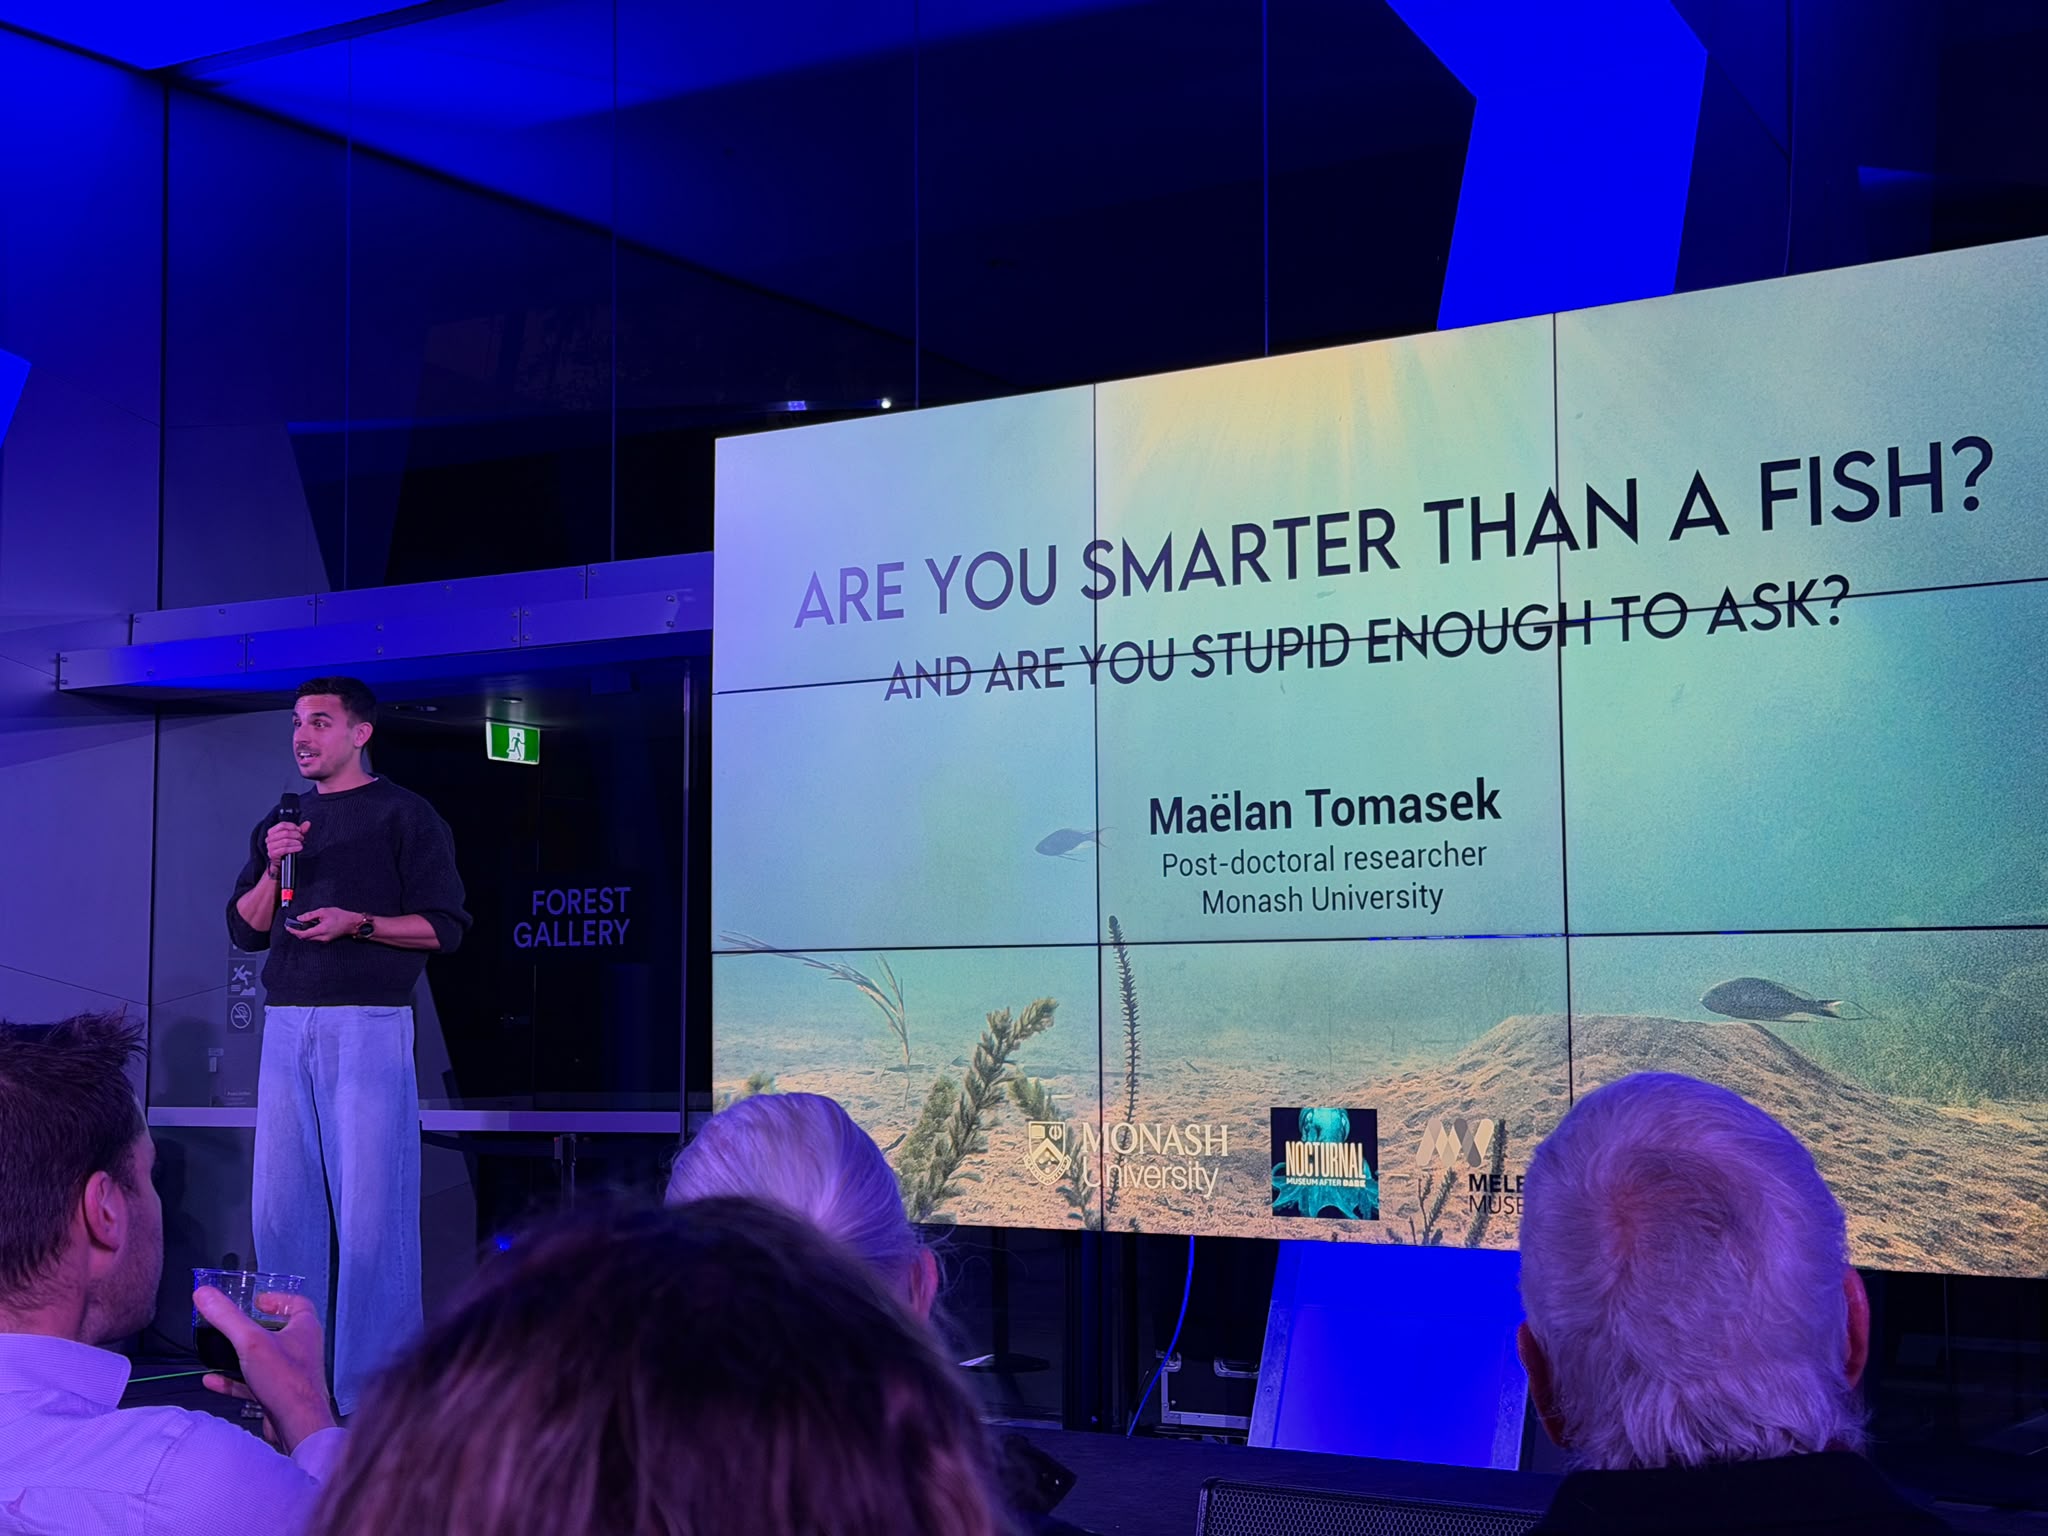 ARE YOU SMARTER THAN A FISH?
AND ARE YOU STUPID ENOUGH TO ASK?
Maëlan Tomasek
Post-doctoral researcher
Monash University
FOREST
GALLERY
MONASH
University
NOCTURNAL
MUSEUM AFTER DARK